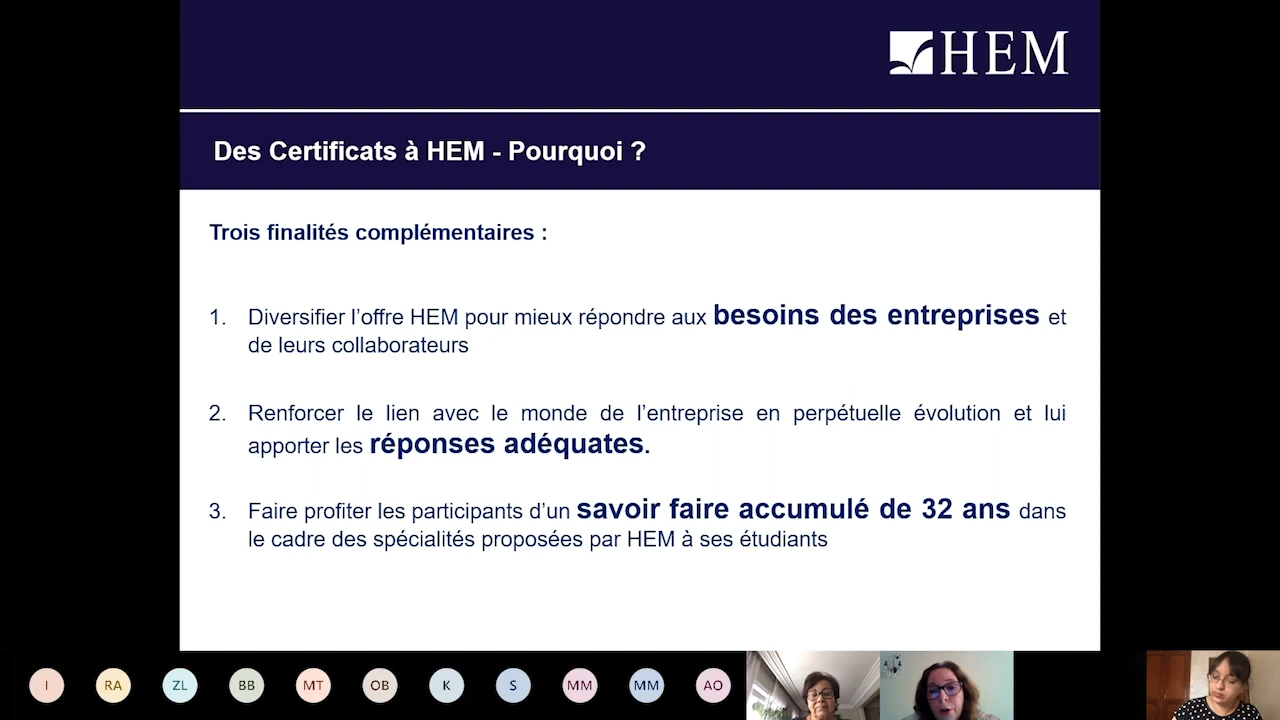 HEM
Des Certificats à HEM - Pourquoi ?
Trois finalités complémentaires :
1. Diversifier l’offre HEM pour mieux répondre aux besoins des entreprises et
de leurs collaborateurs
2. Renforcer le lien avec le monde de l’entreprise en perpétuelle évolution et lui
apporter les réponses adéquates.
3. Faire profiter les participants d’un savoir faire accumulé de 32 ans dans
le cadre des spécialités proposées par HEM à ses étudiants
I RA ZL BB MT OB K S MM MM AO